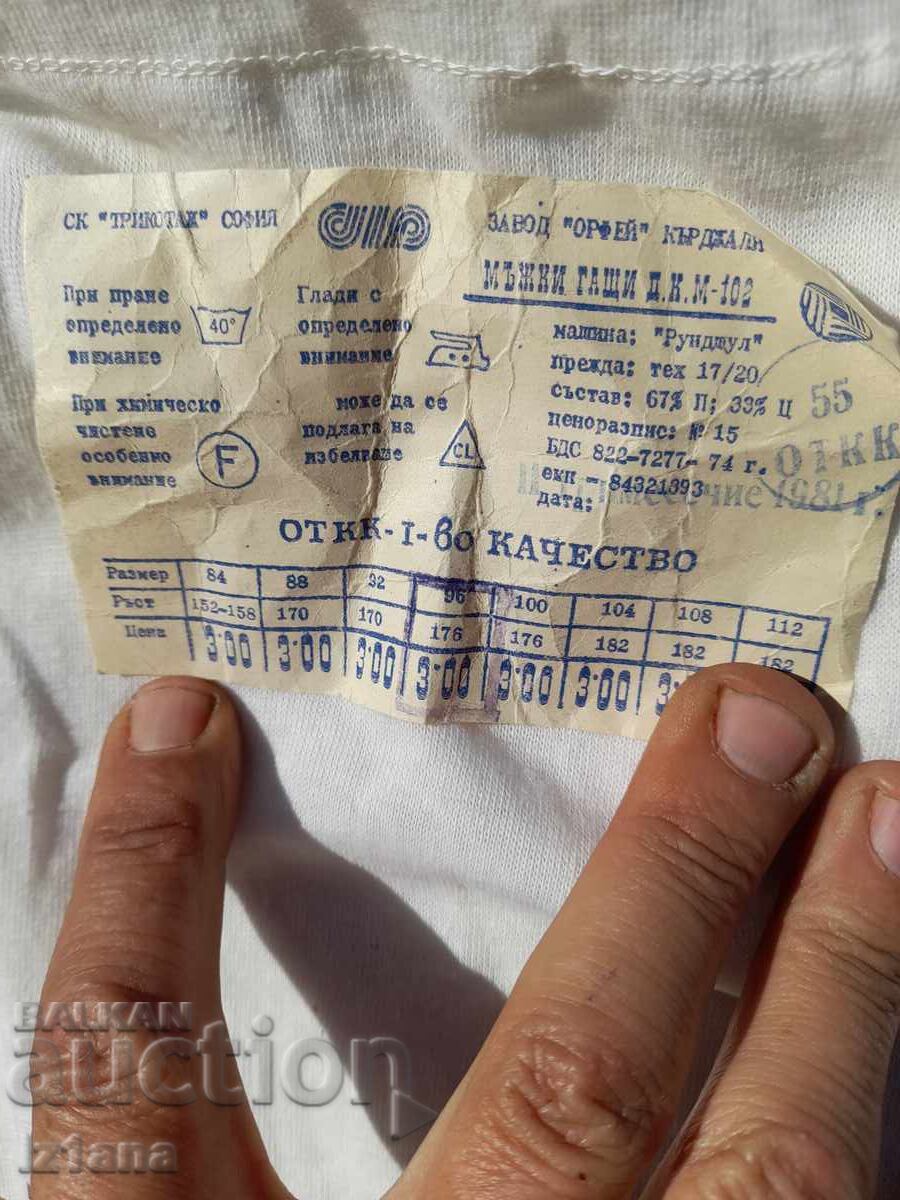 СК "ТРИКОТАЖ" СОФИЯ
ЗАВОД "ОРФЕЙ" КЪРДЖАЛИ
МЪЖКИ ГАЩИ Д.К.М-102
При пране
определено
внимание
40°
Глади с
определено
внимание
При химическо
чистене
особенно
внимание
F
може да се
подлага на
избелване
CL
машина: "Рунджул"
прежда: тех 17/20
състав: 67% П; 33% Ц
ценоразпис: № 15
БДС 822-7277-74 г.
екп - 84321393
дата:
1981 г.
55
ОТКК
ОТКК-I-во КАЧЕСТВО
Размер 84 88 92 96 100 104 108 112
Ръст 152-158 170 170 176 176 182 182 182
Цена 3·00 3·00 3·00 3·00 3·00 3·00
BALKAN
auction
iz1ana